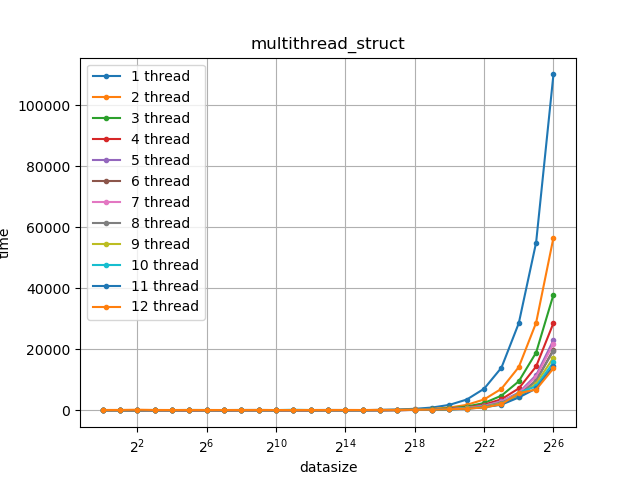 multithread_struct
1 thread
2 thread
3 thread
4 thread
5 thread
6 thread
7 thread
8 thread
9 thread
10 thread
11 thread
12 thread
100000
80000
60000
40000
20000
0
time
2^2 2^6 2^10 2^14 2^18 2^22 2^26
datasize